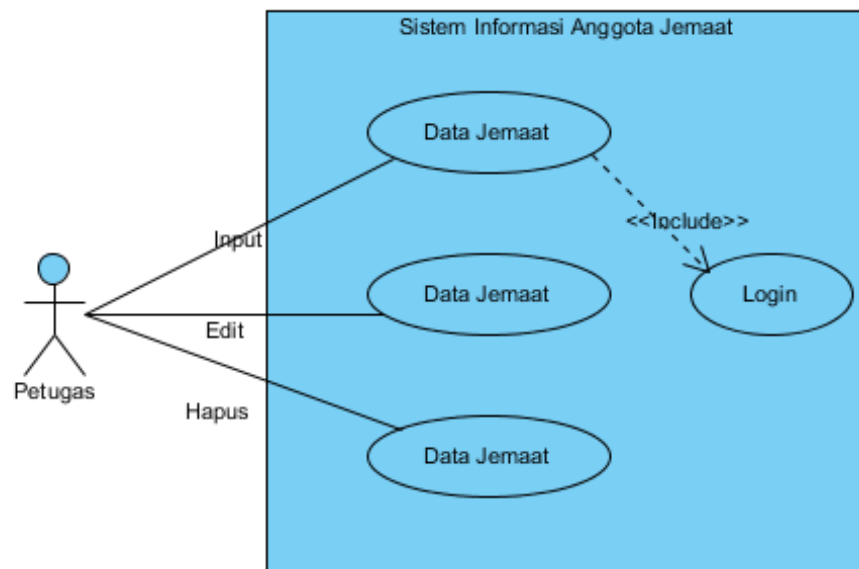 Sistem Informasi Anggota Jemaat
Data Jemaat
<<Include>>
Input
Data Jemaat
Login
Edit
Petugas
Hapus
Data Jemaat